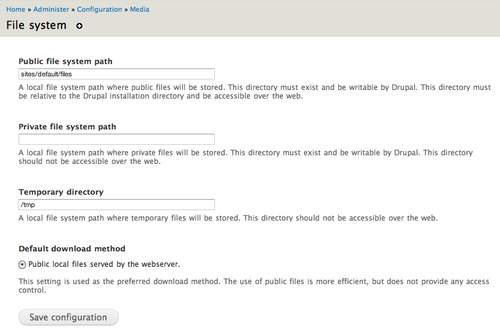 Home » Administer » Configuration » Media
File system
Public file system path
sites/default/files
A local file system path where public files will be stored. This directory must exist and be writable by Drupal. This directory must
be relative to the Drupal installation directory and be accessible over the web.
Private file system path
A local file system path where private files will be stored. This directory must exist and be writable by Drupal. This directory
should not be accessible over the web.
Temporary directory
/tmp
A local file system path where temporary files will be stored. This directory should not be accessible over the web.
Default download method
Public local files served by the webserver.
This setting is used as the preferred download method. The use of public files is more efficient, but does not provide any access
control.
Save configuration